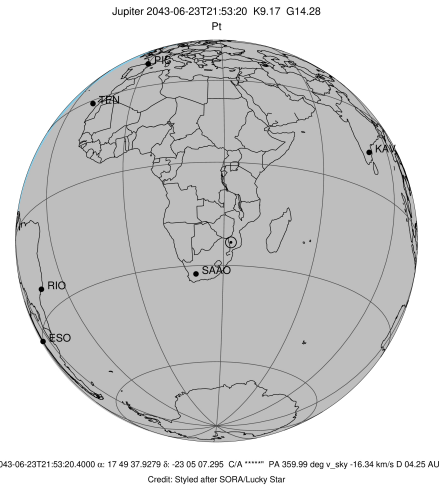 Jupiter 2043-06-23T21:53:20 K9.17 G14.28
Pt
PIC
TEN
KAV
SAAO
RIO
ESO
043-06-23T21:53:20.4000 α: 17 49 37.9279 δ: -23 05 07.295 C/A *****" PA 359.99 deg v_sky -16.34 km/s D 04.25 AU
Credit: Styled after SORA/Lucky Star